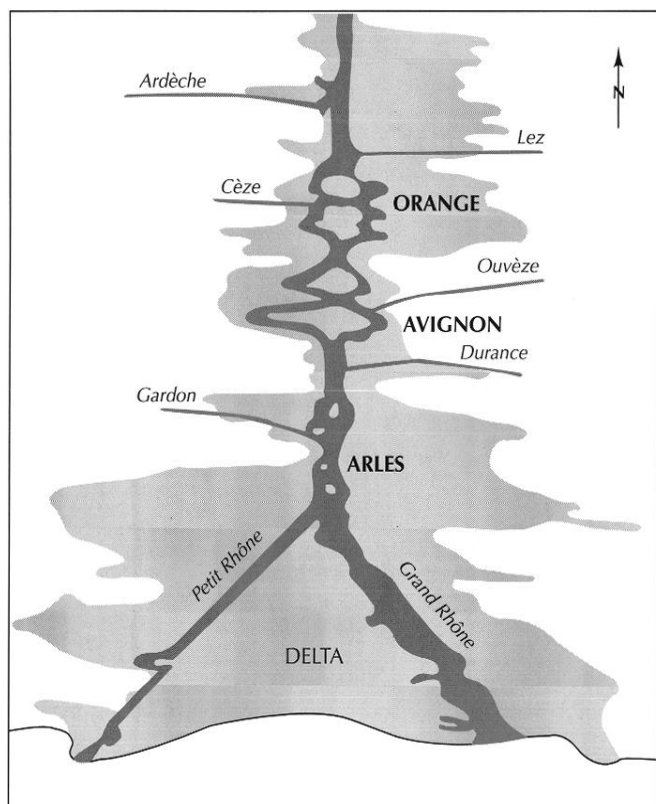 Ardèche
N
Lez
Cèze
ORANGE
Ouvèze
AVIGNON
Durance
Gardon
ARLES
Petit Rhône
Grand Rhône
DELTA